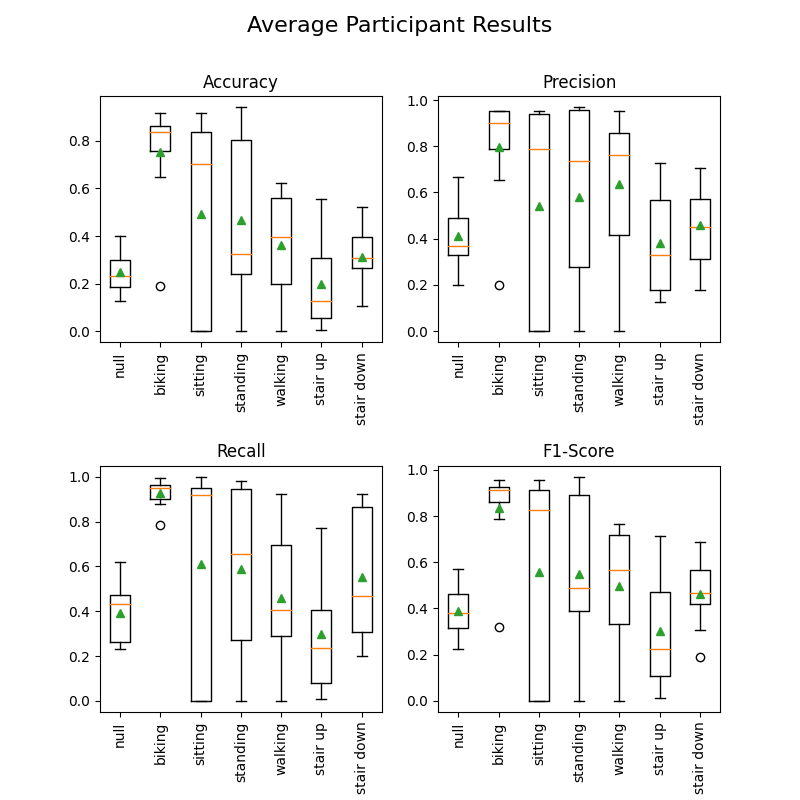 Average Participant Results
Accuracy
0.8
0.6
0.4
0.2
0.0
null
biking
sitting
standing
walking
stair up
stair down
Precision
1.0
0.8
0.6
0.4
0.2
0.0
null
biking
sitting
standing
walking
stair up
stair down
Recall
1.0
0.8
0.6
0.4
0.2
0.0
null
biking
sitting
standing
walking
stair up
stair down
F1-Score
1.0
0.8
0.6
0.4
0.2
0.0
null
biking
sitting
standing
walking
stair up
stair down